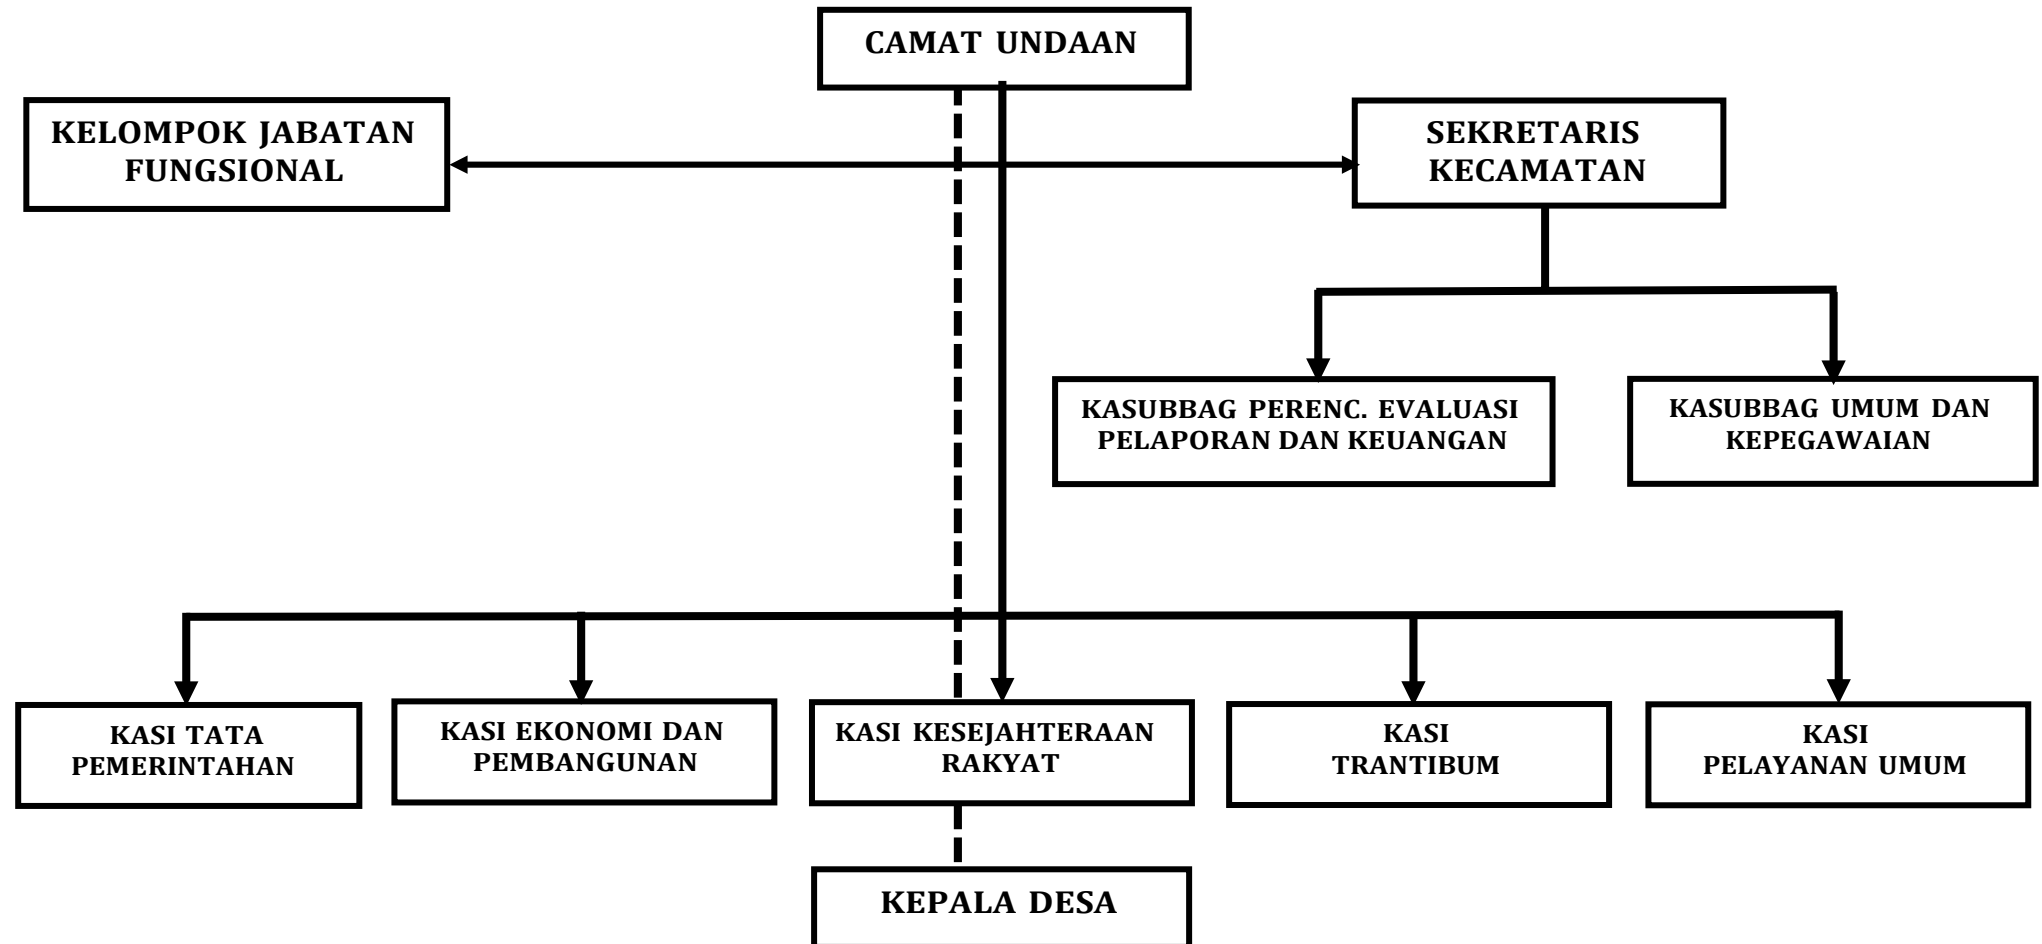 CAMAT UNDAAN
KELOMPOK JABATAN
FUNGSIONAL
SEKRETARIS
KECAMATAN
KASUBBAG PERENC. EVALUASI
PELAPORAN DAN KEUANGAN
KASUBBAG UMUM DAN
KEPEGAWAIAN
KASI TATA
PEMERINTAHAN
KASI EKONOMI DAN
PEMBANGUNAN
KASI KESEJAHTERAAN
RAKYAT
KASI
TRANTIBUM
KASI
PELAYANAN UMUM
KEPALA DESA